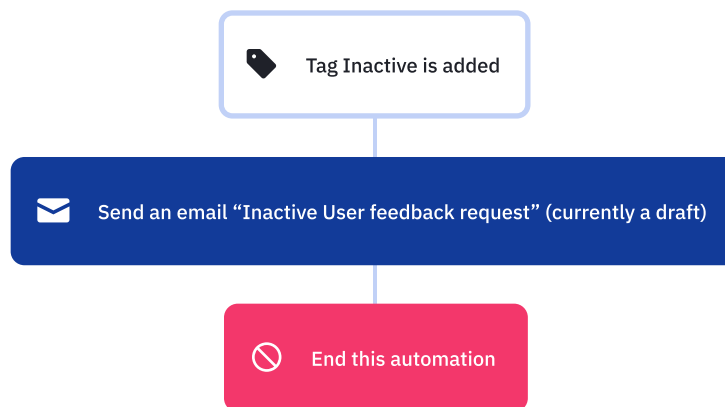 Tag Inactive is added
Send an email “Inactive User feedback request” (currently a draft)
End this automation